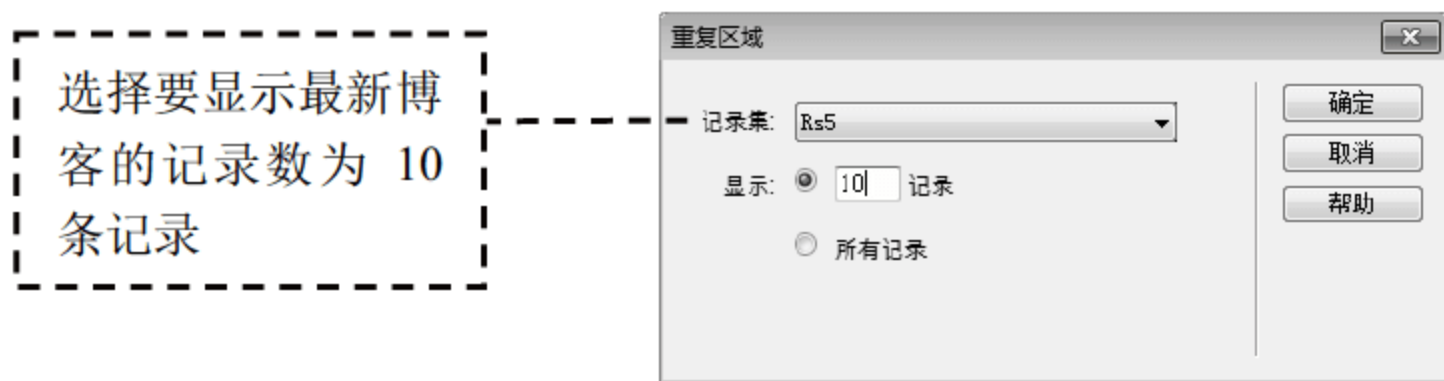 选择要显示最新博
客的记录数为 10
条记录
重复区域
记录集: Rs5
显示: 10 记录
所有记录
确定
取消
帮助